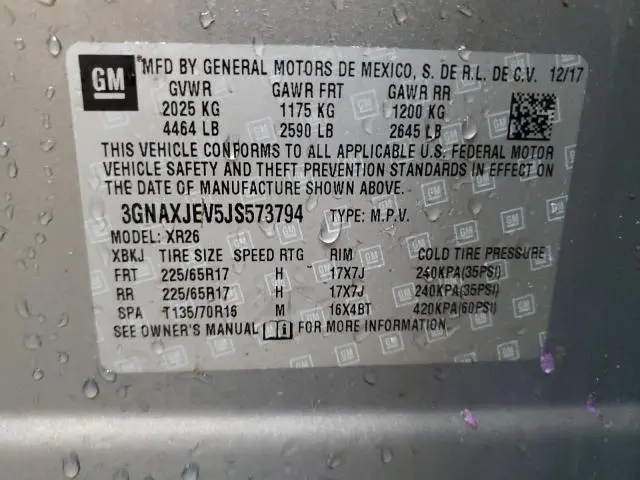 GM
MFD BY GENERAL MOTORS DE MEXICO, S. DE R.L. DE C.V. 12/17
GVWR GAWR FRT GAWR RR
2025 KG 1175 KG 1200 KG
4464 LB 2590 LB 2645 LB
THIS VEHICLE CONFORMS TO ALL APPLICABLE U.S. FEDERAL MOTOR
VEHICLE SAFETY AND THEFT PREVENTION STANDARDS IN EFFECT ON
THE DATE OF MANUFACTURE SHOWN ABOVE.
3GNAXJEV5JS573794 TYPE: M.P.V.
MODEL: XR26
XBKJ TIRE SIZE SPEED RTG RIM COLD TIRE PRESSURE
FRT 225/65R17 H 17X7J 240KPA(35PSI)
RR 225/65R17 H 17X7J 240KPA(35PSI)
SPA T135/70R16 M 16X4BT 420KPA(60PSI)
SEE OWNER'S MANUAL FOR MORE INFORMATION.